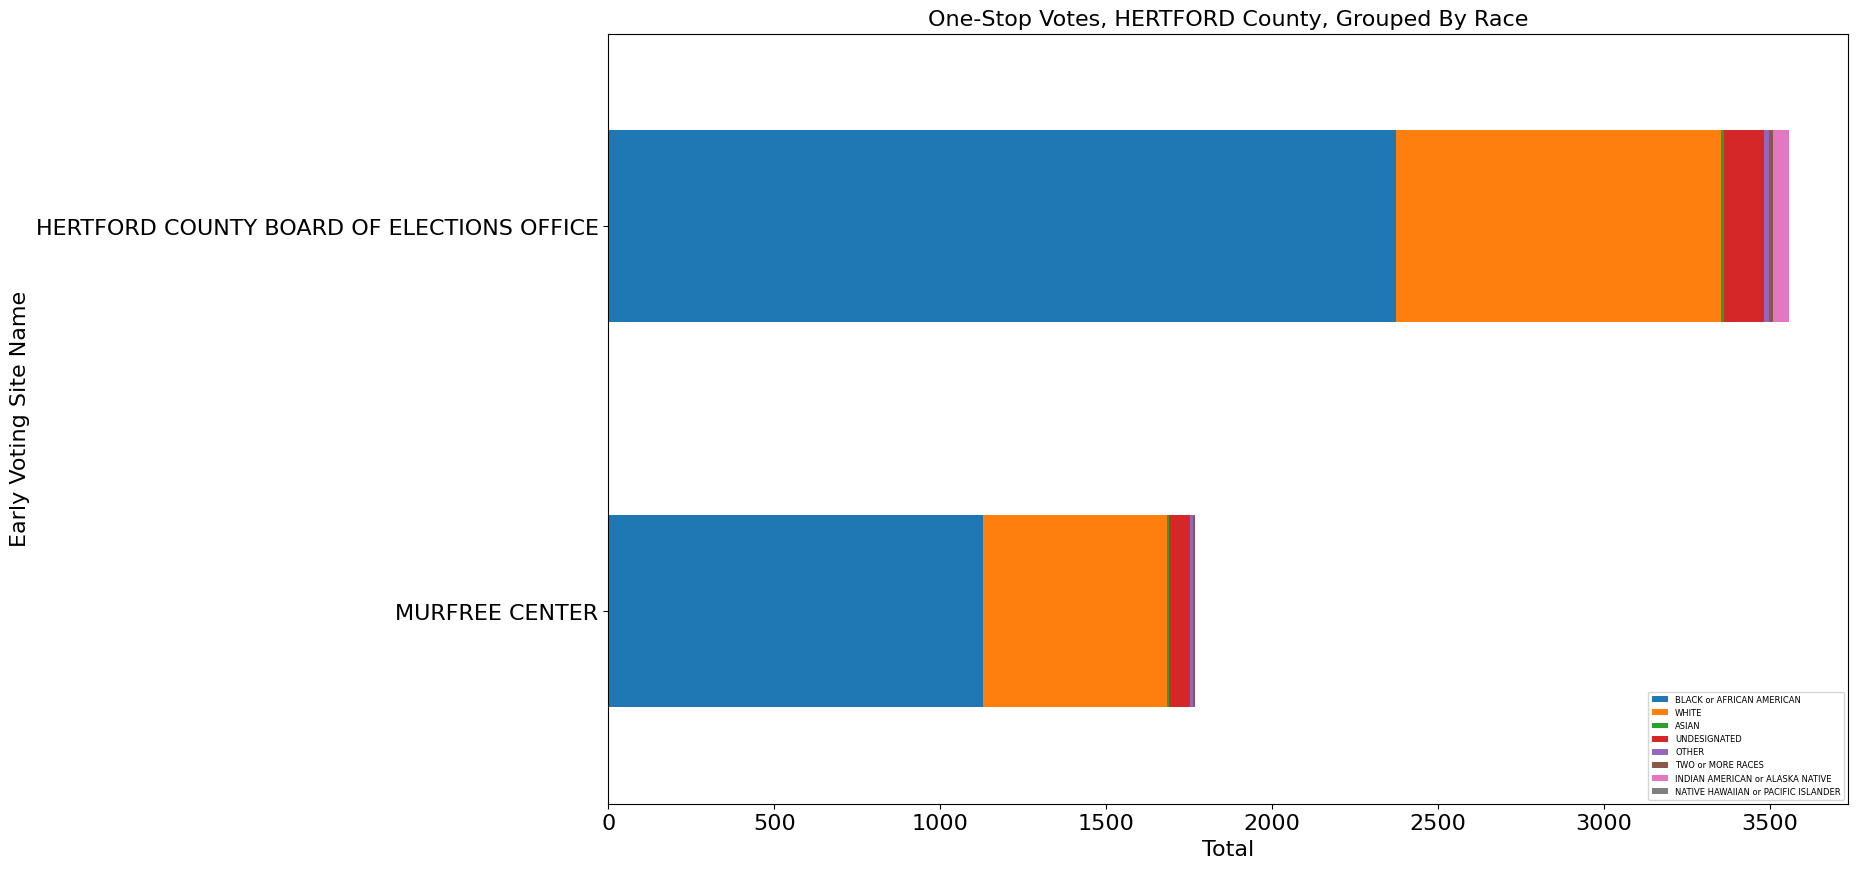 One-Stop Votes, HERTFORD County, Grouped By Race
Early Voting Site Name
HERTFORD COUNTY BOARD OF ELECTIONS OFFICE
MURFREE CENTER
BLACK or AFRICAN AMERICAN
WHITE
ASIAN
UNDESIGNATED
OTHER
TWO or MORE RACES
INDIAN AMERICAN or ALASKA NATIVE
NATIVE HAWAIIAN or PACIFIC ISLANDER
0 500 1000 1500 2000 2500 3000 3500
Total